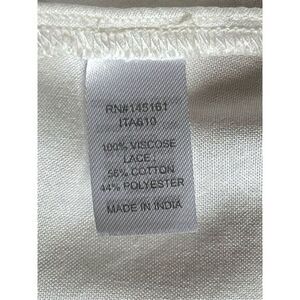 RN#145161
ITA610
100% VISCOSE
LACE:
56% COTTON
44% POLYESTER
MADE IN INDIA